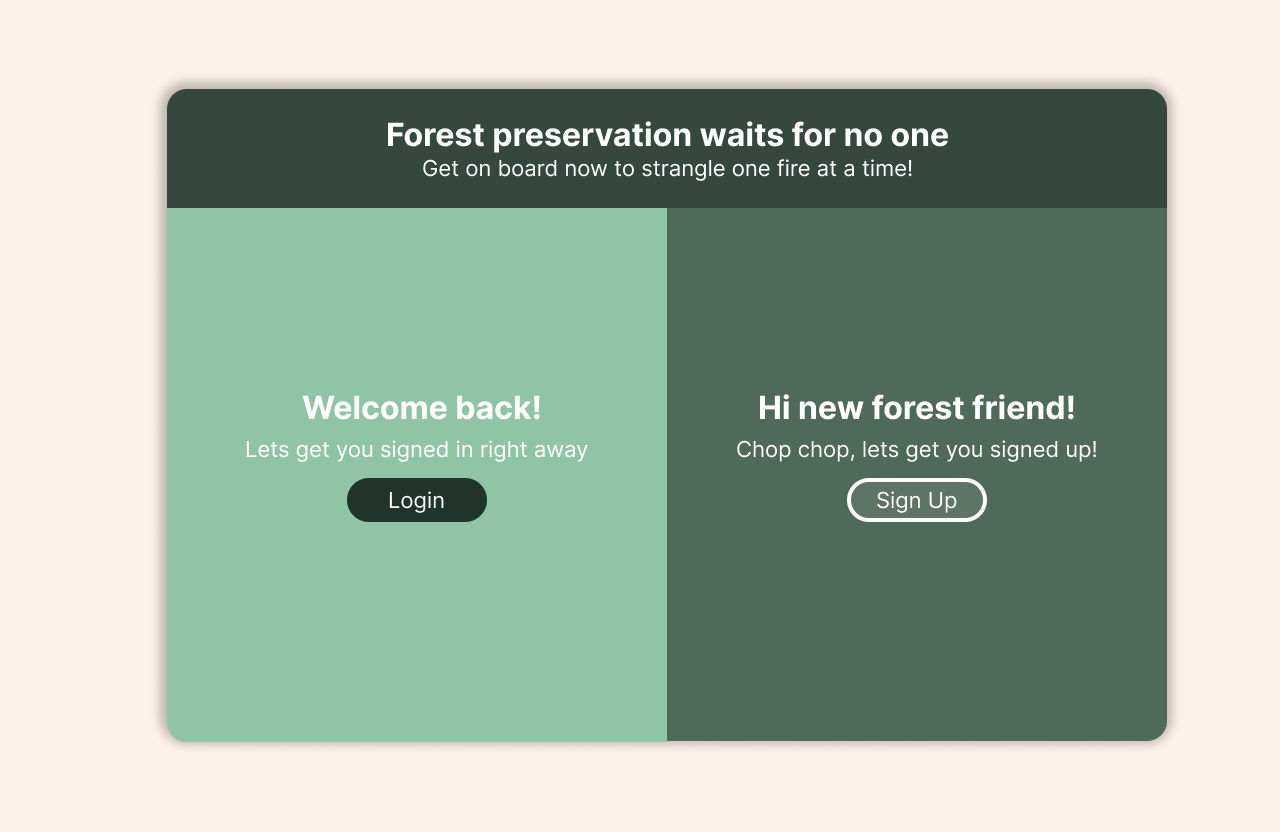 Forest preservation waits for no one
Get on board now to strangle one fire at a time!
Welcome back!
Lets get you signed in right away
Login
Hi new forest friend!
Chop chop, lets get you signed up!
Sign Up